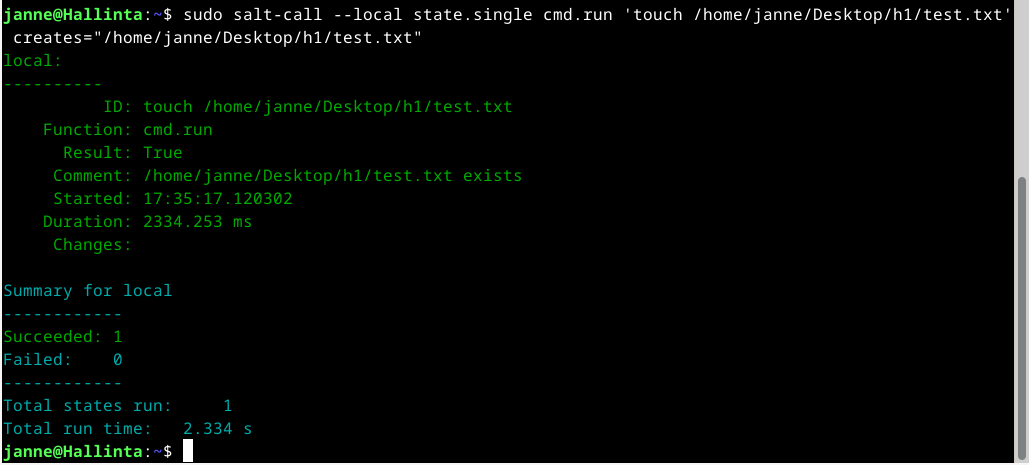 janne@Hallinta:~$ sudo salt-call --local state.single cmd.run 'touch /home/janne/Desktop/h1/test.txt'
 creates="/home/janne/Desktop/h1/test.txt"
local:
----------
          ID: touch /home/janne/Desktop/h1/test.txt
    Function: cmd.run
      Result: True
     Comment: /home/janne/Desktop/h1/test.txt exists
     Started: 17:35:17.120302
    Duration: 2334.253 ms
     Changes:

Summary for local
------------
Succeeded: 1
Failed:    0
------------
Total states run:     1
Total run time:   2.334 s
janne@Hallinta:~$